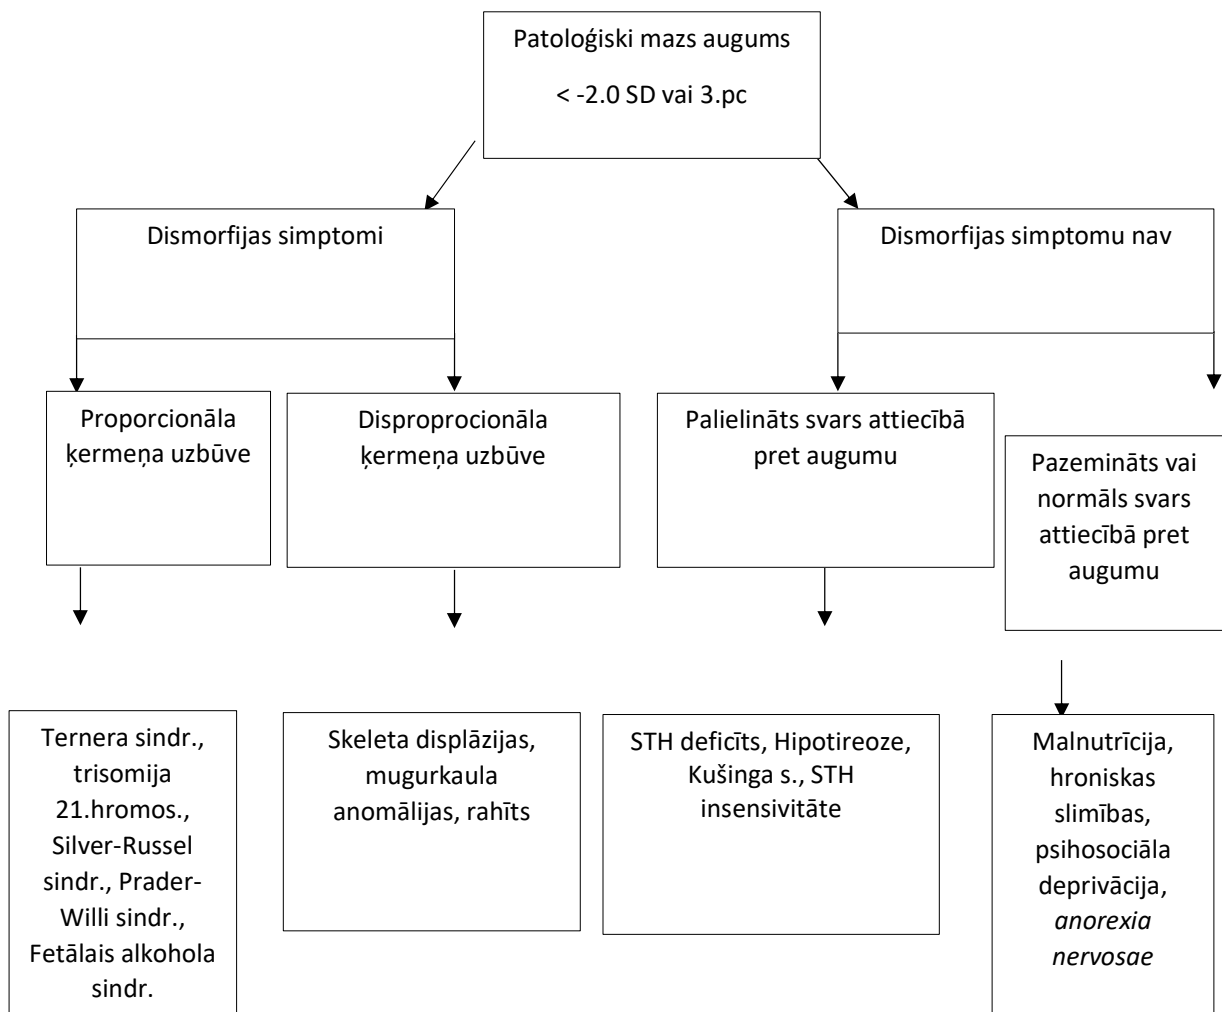 Patoloģiski mazs augums
< -2.0 SD vai 3.pc
Dismorfijas simptomi
Dismorfijas simptomu nav
Proporcionāla
ķermeņa uzbūve
Disproprocionāla
ķermeņa uzbūve
Palielināts svars attiecībā
pret augumu
Pazemināts vai
normāls svars
attiecībā pret
augumu
Ternera sindr.,
trisomija
21.hromos.,
Silver-Russel
sindr., Prader-
Willi sindr.,
Fetālais alkohola
sindr.
Skeleta displāzijas,
mugurkaula
anomālijas, rahīts
STH deficīts, Hipotireoze,
Kušinga s., STH
insensivitāte
Malnutrīcija,
hroniskas
slimības,
psihosociāla
deprivācija,
anorexia
nervosae